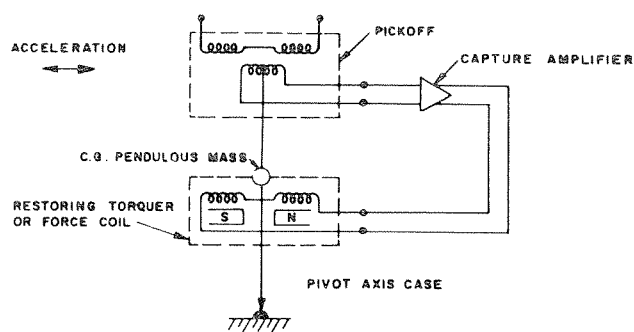 PICKOFF
ACCELERATION
CAPTURE AMPLIFIER
C.G. PENDULOUS MASS
RESTORING TORQUER
OR FORCE COIL
S
N
PIVOT AXIS CASE